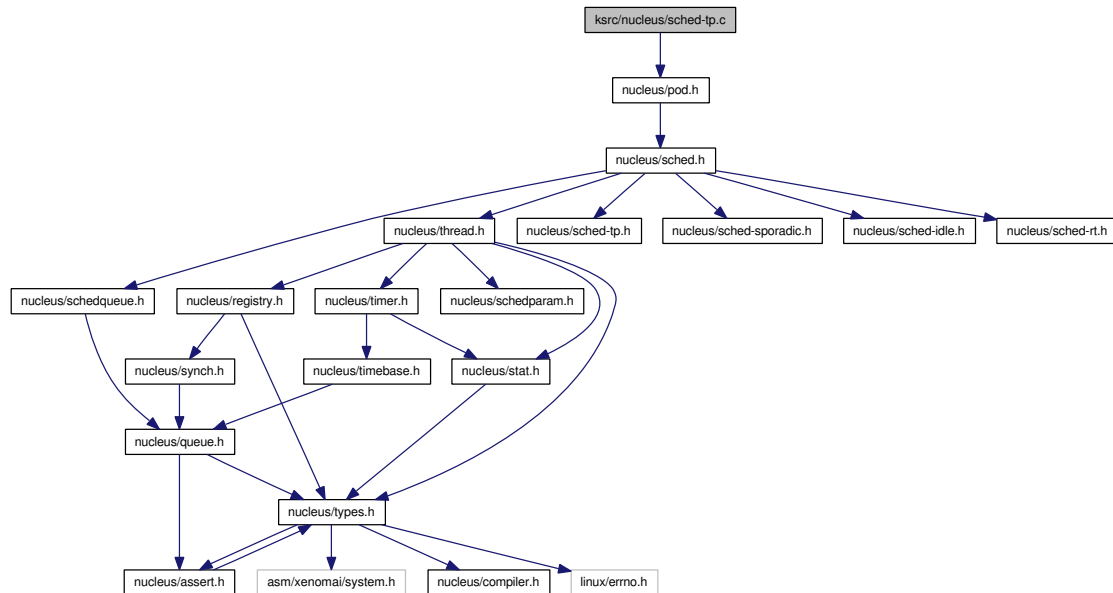 ksrc/nucleus/sched-tp.c
nucleus/pod.h
nucleus/sched.h
nucleus/thread.h
nucleus/sched-tp.h
nucleus/sched-sporadic.h
nucleus/sched-idle.h
nucleus/sched-rt.h
nucleus/schedqueue.h
nucleus/registry.h
nucleus/timer.h
nucleus/schedparam.h
nucleus/synch.h
nucleus/timebase.h
nucleus/stat.h
nucleus/queue.h
nucleus/types.h
nucleus/assert.h
asm/xenomai/system.h
nucleus/compiler.h
linux/errno.h